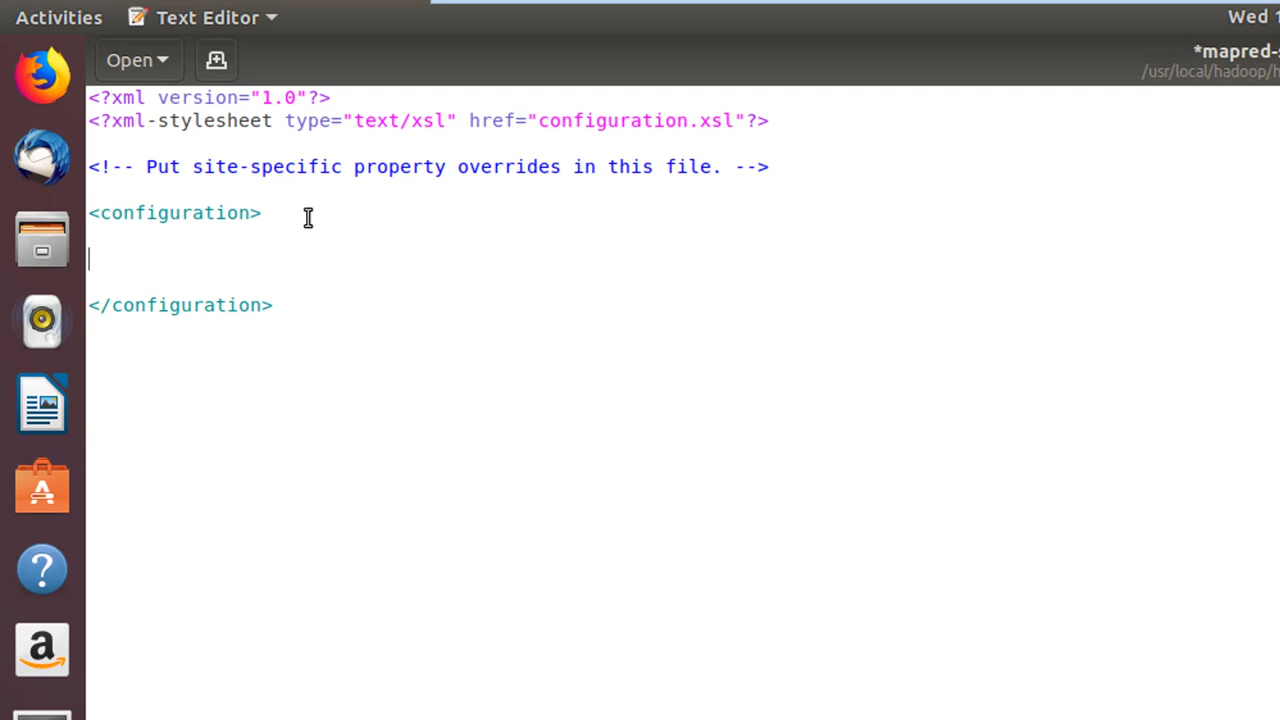 Activities
Text Editor
Wed
Open
*mapred-
/usr/local/hadoop/h
<?xml version="1.0"?>
<?xml-stylesheet type="text/xsl" href="configuration.xsl"?>
<!-- Put site-specific property overrides in this file. -->
<configuration>
</configuration>